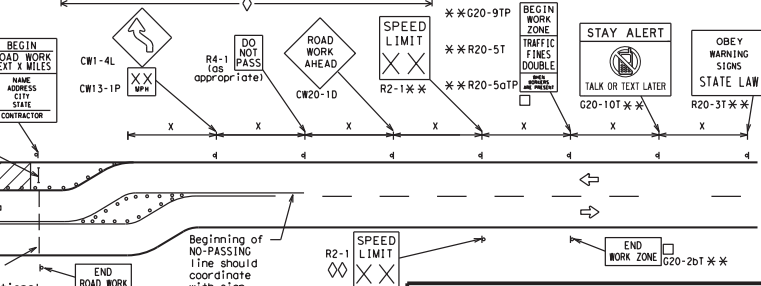 BEGIN
ROAD WORK
NEXT X MILES
NAME
ADDRESS
CITY
STATE
CONTRACTOR
CW1-4L
CW13-1P
XX
MPH
R4-1
(as
appropriate)
DO
NOT
PASS
ROAD
WORK
AHEAD
CW20-1D
SPEED
LIMIT
XX
R2-1✶✶
✶✶G20-9TP
✶✶R20-5T
✶✶R20-5aTP
BEGIN
WORK
ZONE
TRAFFIC
FINES
DOUBLE
WHEN
WORKERS
ARE PRESENT
STAY ALERT
TALK OR TEXT LATER
G20-10T✶✶
OBEY
WARNING
SIGNS
STATE LAW
R20-3T✶✶
X X X X X X X
Beginning of
NO-PASSING
line should
coordinate
with sign
R2-1
◊◊
SPEED
LIMIT
XX
END
WORK ZONE
G20-2bT✶✶
END
ROAD WORK